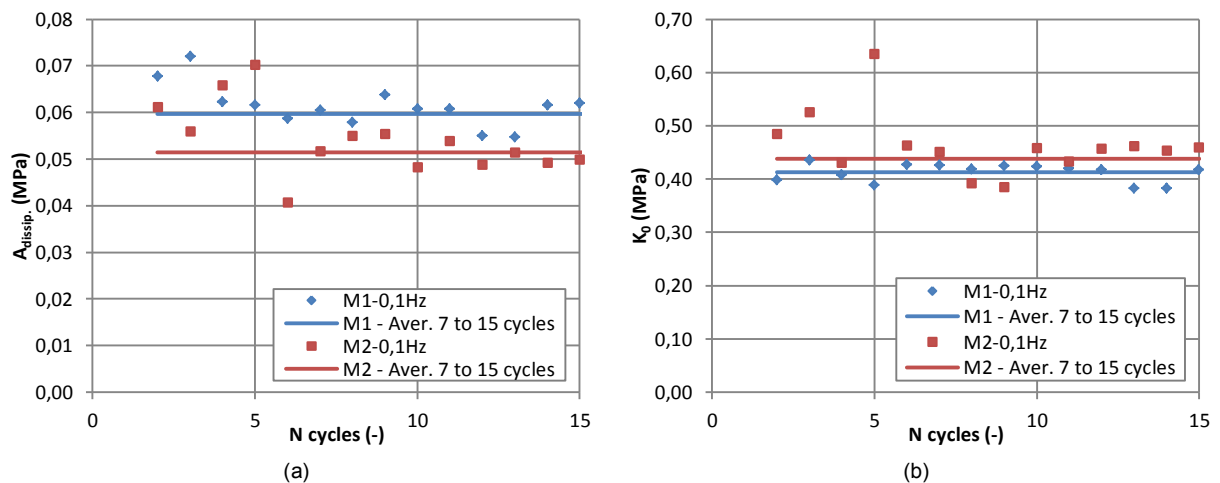 0,08
0,07
0,06
0,05
0,04
0,03
0,02
0,01
0,00
A dissip. (MPa)
0 5 10 15
N cycles (-)
M1-0,1Hz
M1 - Aver. 7 to 15 cycles
M2-0,1Hz
M2 - Aver. 7 to 15 cycles
(a)
0,70
0,60
0,50
0,40
0,30
0,20
0,10
0,00
K0 (MPa)
0 5 10 15
N cycles (-)
M1-0,1Hz
M1 - Aver. 7 to 15 cycles
M2-0,1Hz
M2 - Aver. 7 to 15 cycles
(b)